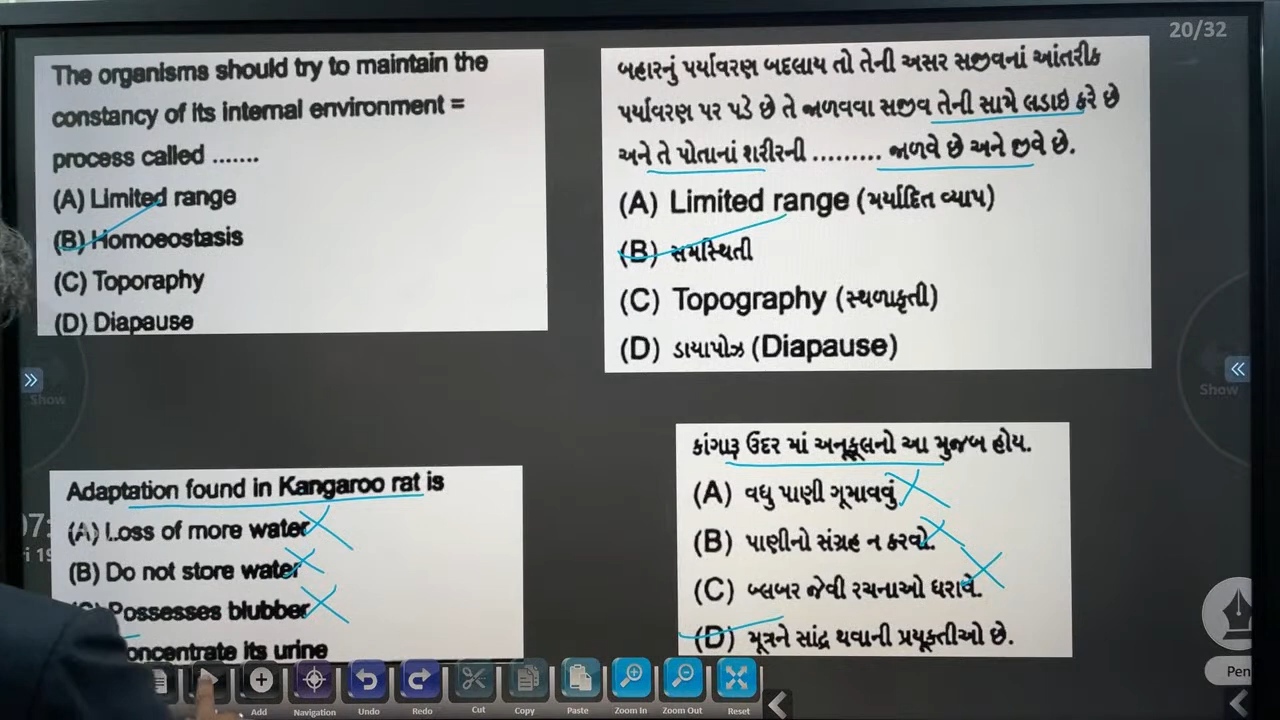 20/32
The organisms should try to maintain the
constancy of its internal environment =
process called .......
(A) Limited range
(B) Homoeostasis
(C) Toporaphy
(D) Diapause
બહારનું પર્યાવરણ બદલાય તો તેની અસર સજીવનાં આંતરીક
પર્યાવરણ પર પડે છે તે જાળવવા સજીવ તેની સામે લડાઇ કરે છે
અને તે પોતાનાં શરીરની ......... જાળવે છે અને જીવે છે.
(A) Limited range (મર્યાદિત વ્યાપ)
(B) સમસ્થિતી
(C) Topography (સ્થળાકૃતી)
(D) ડાયાપોઝ (Diapause)
Show
Show
Adaptation found in Kangaroo rat is
(A) Loss of more water
(B) Do not store water
Possesses blubber
oncentrate its urine
કાંગારૂ ઉંદર માં અનૂકૂલનો આ મુજબ હોય.
(A) વધુ પાણી ગૂમાવવું
(B) પાણીનો સંગ્રહ ન કરવો.
(C) બ્લબર જેવી રચનાઓ ધરાવે.
(D) મૂત્રને સાંદ્ર થવાની પ્રયૂક્તીઓ છે.
07:
19
Pen
Add Navigation Undo Redo Cut Copy Paste Zoom In Zoom Out Reset